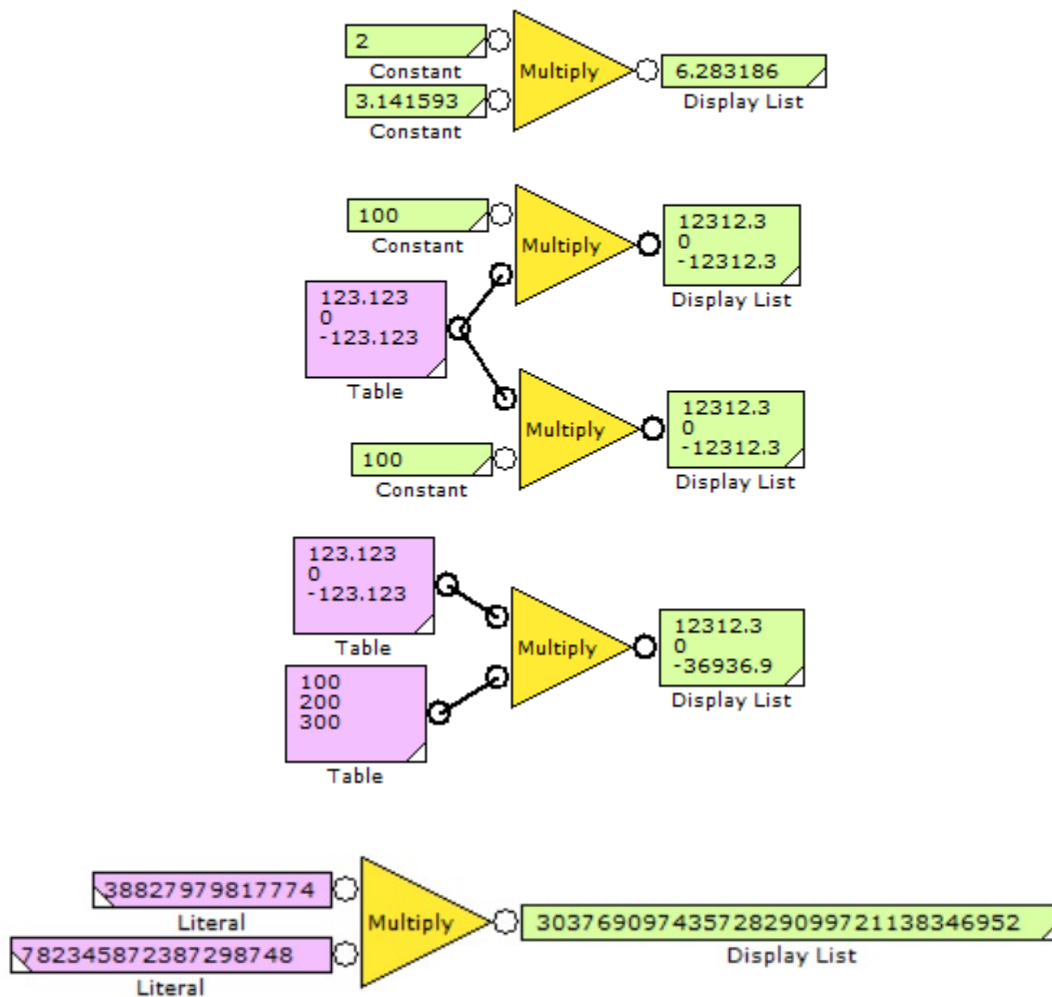 2
Constant
3.141593
Constant
Multiply
6.283186
Display List
100
Constant
Multiply
12312.3
0
-12312.3
Display List
123.123
0
-123.123
Table
100
Constant
Multiply
12312.3
0
-12312.3
Display List
123.123
0
-123.123
Table
100
200
300
Table
Multiply
12312.3
0
-36936.9
Display List
38827979817774
Literal
782345872387298748
Literal
Multiply
30376909743572829099721138346952
Display List